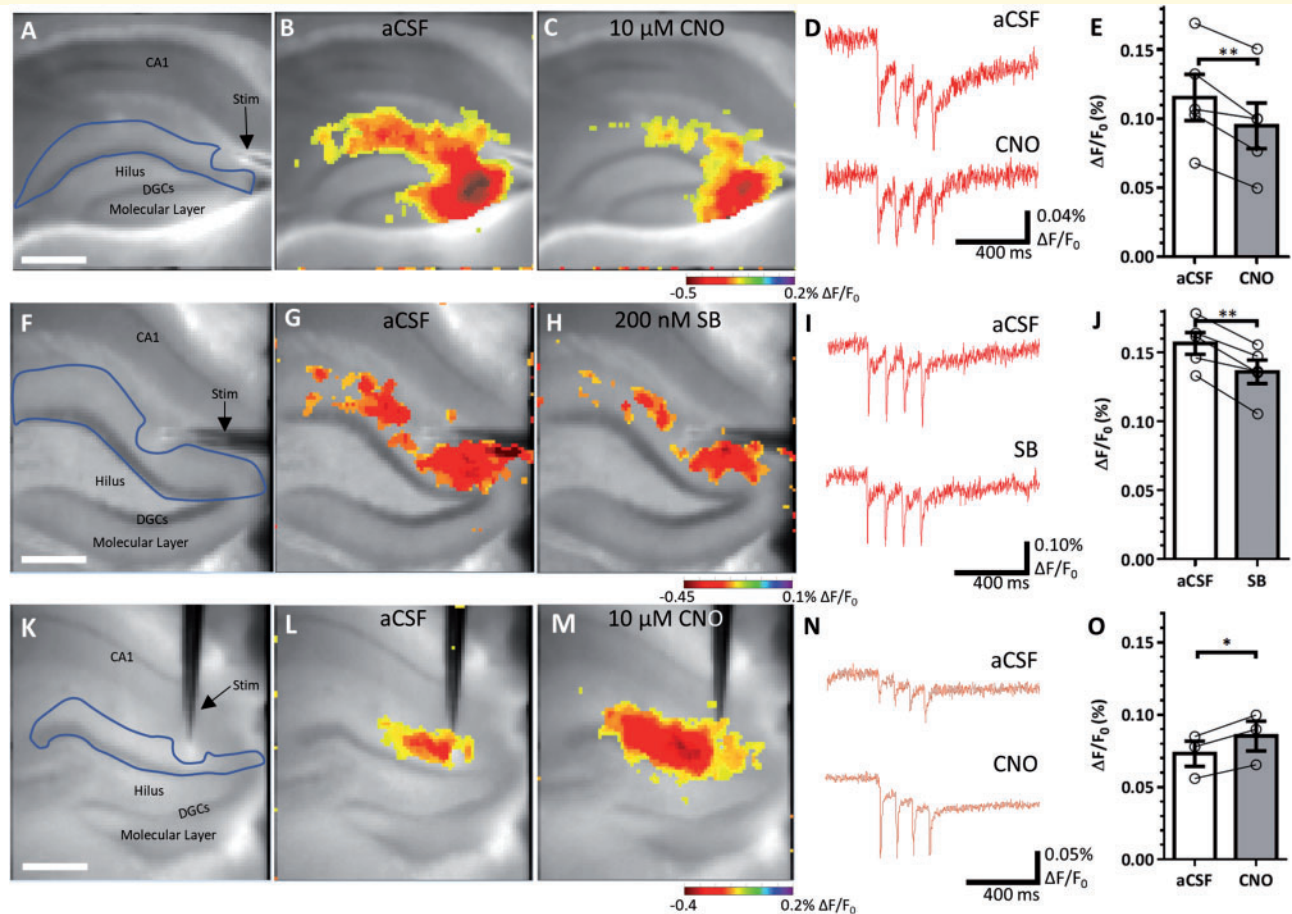 A
CA1
Stim
Hilus
DGCs
Molecular Layer
B
aCSF
C
10 µM CNO
-0.5
0.2% ΔF/F0
D
aCSF
CNO
0.04%
ΔF/F0
400 ms
E
0.15
0.10
0.05
0.00
ΔF/F0 (%)
**
aCSF
CNO
F
CA1
Stim
Hilus
DGCs
Molecular Layer
G
aCSF
H
200 nM SB
-0.45
0.1% ΔF/F0
I
aCSF
SB
0.10%
ΔF/F0
400 ms
J
0.15
0.10
0.05
0.00
ΔF/F0 (%)
**
aCSF
SB
K
CA1
Stim
Hilus
DGCs
Molecular Layer
L
aCSF
M
10 µM CNO
-0.4
0.2% ΔF/F0
N
aCSF
CNO
0.05%
ΔF/F0
400 ms
O
0.15
0.10
0.05
0.00
ΔF/F0 (%)
*
aCSF
CNO